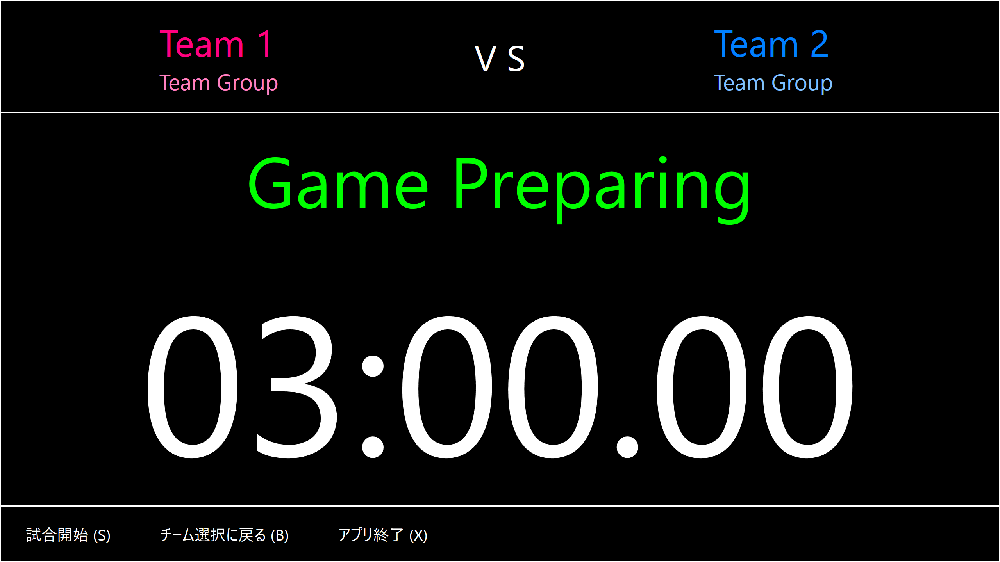 Team 1
Team Group
V S
Team 2
Team Group
Game Preparing
03:00.00
試合開始 (S)
チーム選択に戻る (B)
アプリ終了 (X)